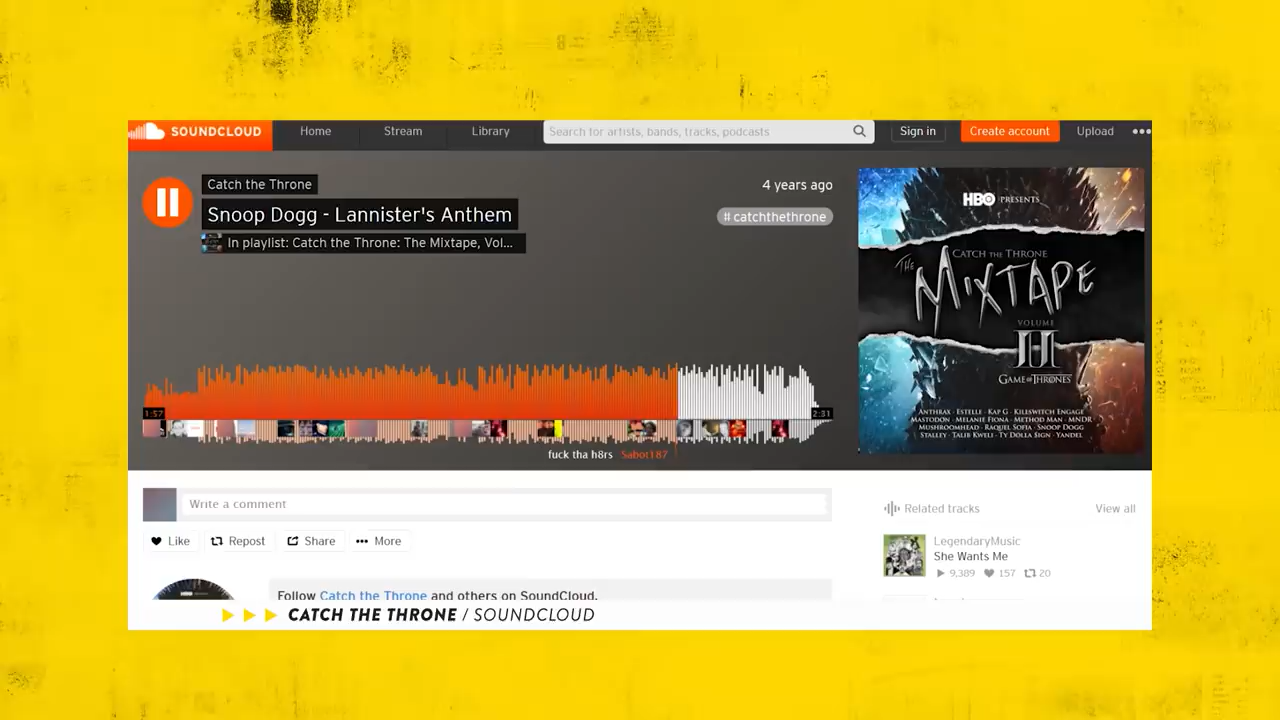 SOUNDCLOUD
Home
Stream
Library
Search for artists, bands, tracks, podcasts
Sign in
Create account
Upload
Catch the Throne
4 years ago
Snoop Dogg - Lannister's Anthem
# catchthethrone
In playlist: Catch the Throne: The Mixtape, Vol...
HBO PRESENTS
CATCH THE THRONE
THE MIXTAPE
VOLUME
II
GAME OF THRONES
ANTHRAX · ESTELLE · KAP G · KILLSWITCH ENGAGE
MASTODON · MELANIE FIONA · METHOD MAN · MNDR
MUSHROOMHEAD · RAQUEL SOFIA · SNOOP DOGG
STALLEY · TALIB KWELI · TY DOLLA $IGN · YANDEL
1:57
2:31
fuck tha h8rs Sabot187
Write a comment
Like
Repost
Share
More
Related tracks
View all
LegendaryMusic
She Wants Me
9,389
157
20
Follow Catch the Throne and others on SoundCloud.
CATCH THE THRONE / SOUNDCLOUD